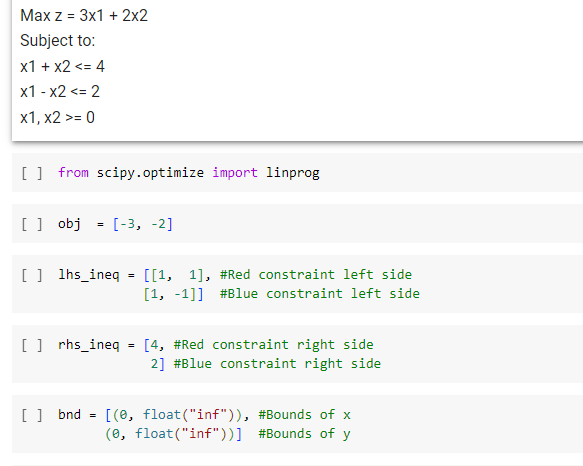 Max z = 3x1 + 2x2
Subject to:
x1 + x2 <= 4
x1 - x2 <= 2
x1, x2 >= 0
[ ] from scipy.optimize import linprog
[ ] obj  = [-3, -2]
[ ] lhs_ineq = [[1,  1], #Red constraint left side
[1, -1]]  #Blue constraint left side
[ ] rhs_ineq = [4, #Red constraint right side
2] #Blue constraint right side
[ ] bnd = [(0, float("inf")), #Bounds of x
(0, float("inf"))]  #Bounds of y